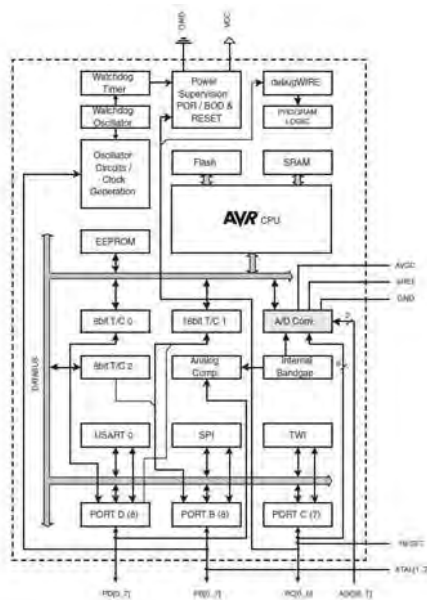 GND
VCC
Watchdog
Timer
Power
Supervision
POR / BOD &
RESET
debugWIRE
Watchdog
Oscillator
PROGRAM
LOGIC
Oscillator
Circuits /
Clock
Generation
Flash
SRAM
AVR CPU
EEPROM
AVCC
AREF
GND
8bit T/C 0
16bit T/C 1
A/D Conv.
2
DATABUS
8bit T/C 2
Analog
Comp.
Internal
Bandgap
6
USART 0
SPI
TWI
PORT D (8)
PORT B (8)
PORT C (7)
RESET
XTAL[1..2]
PD[0..7]
PB[0..7]
PC[0..6]
ADC[6..7]